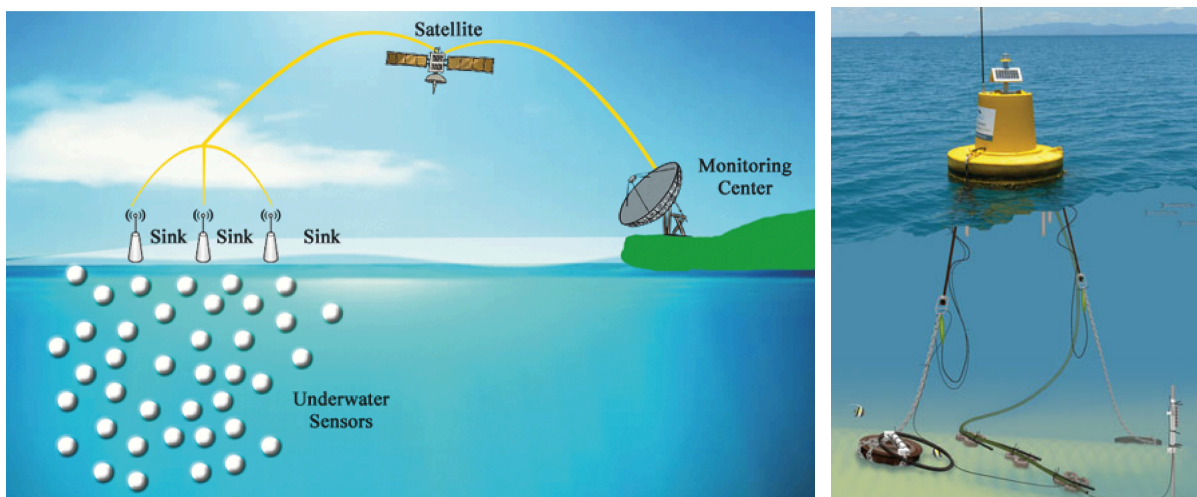 Satellite
Monitoring
Center
Sink
Sink
Sink
Underwater
Sensors